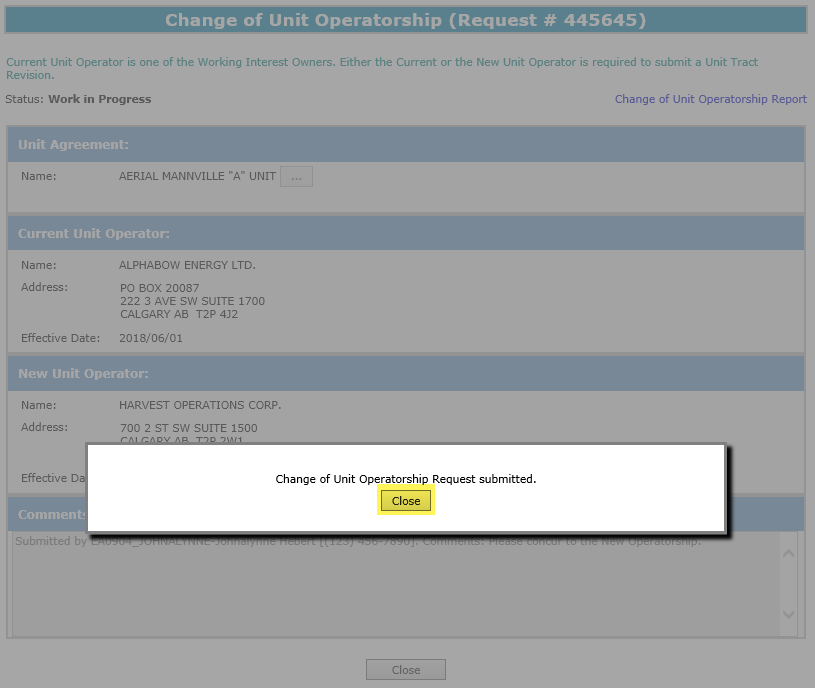 Change of Unit Operatorship (Request # 445645)
Current Unit Operator is one of the Working Interest Owners. Either the Current or the New Unit Operator is required to submit a Unit Tract
Revision.
Status: Work in Progress
Change of Unit Operatorship Report
Unit Agreement:
Name: AERIAL MANNVILLE "A" UNIT ...
Current Unit Operator:
Name: ALPHABOW ENERGY LTD.
Address: PO BOX 20087
222 3 AVE SW SUITE 1700
CALGARY AB  T2P 4J2
Effective Date: 2018/06/01
New Unit Operator:
Name: HARVEST OPERATIONS CORP.
Address: 700 2 ST SW SUITE 1500
CALGARY AB  T2P 2W1
Effective Da
Change of Unit Operatorship Request submitted.
Close
Comment
Submitted by EA0904_JOHNALYNNE-Johnalynne Hebert [(123) 456-7890]. Comments: Please concur to the New Operatorship.
Close